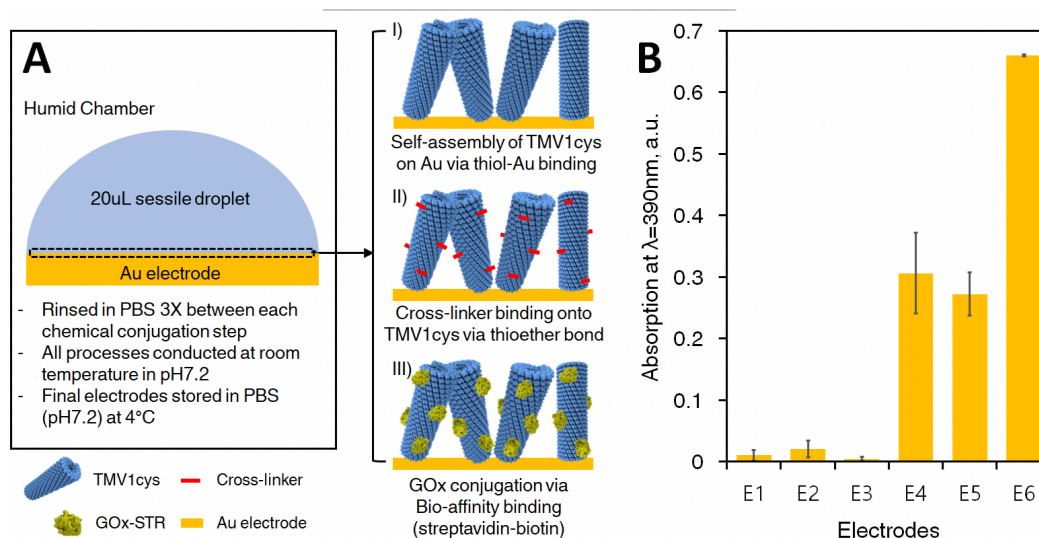 A
Humid Chamber
20uL sessile droplet
Au electrode
- Rinsed in PBS 3X between each
chemical conjugation step
- All processes conducted at room
temperature in pH7.2
- Final electrodes stored in PBS
(pH7.2) at 4°C
TMV1cys
Cross-linker
GOx-STR
Au electrode
I)
Self-assembly of TMV1cys
on Au via thiol-Au binding
II)
Cross-linker binding onto
TMV1cys via thioether bond
III)
GOx conjugation via
Bio-affinity binding
(streptavidin-biotin)
B
Absorption at λ=390nm, a.u.
0.7
0.6
0.5
0.4
0.3
0.2
0.1
0
E1 E2 E3 E4 E5 E6
Electrodes